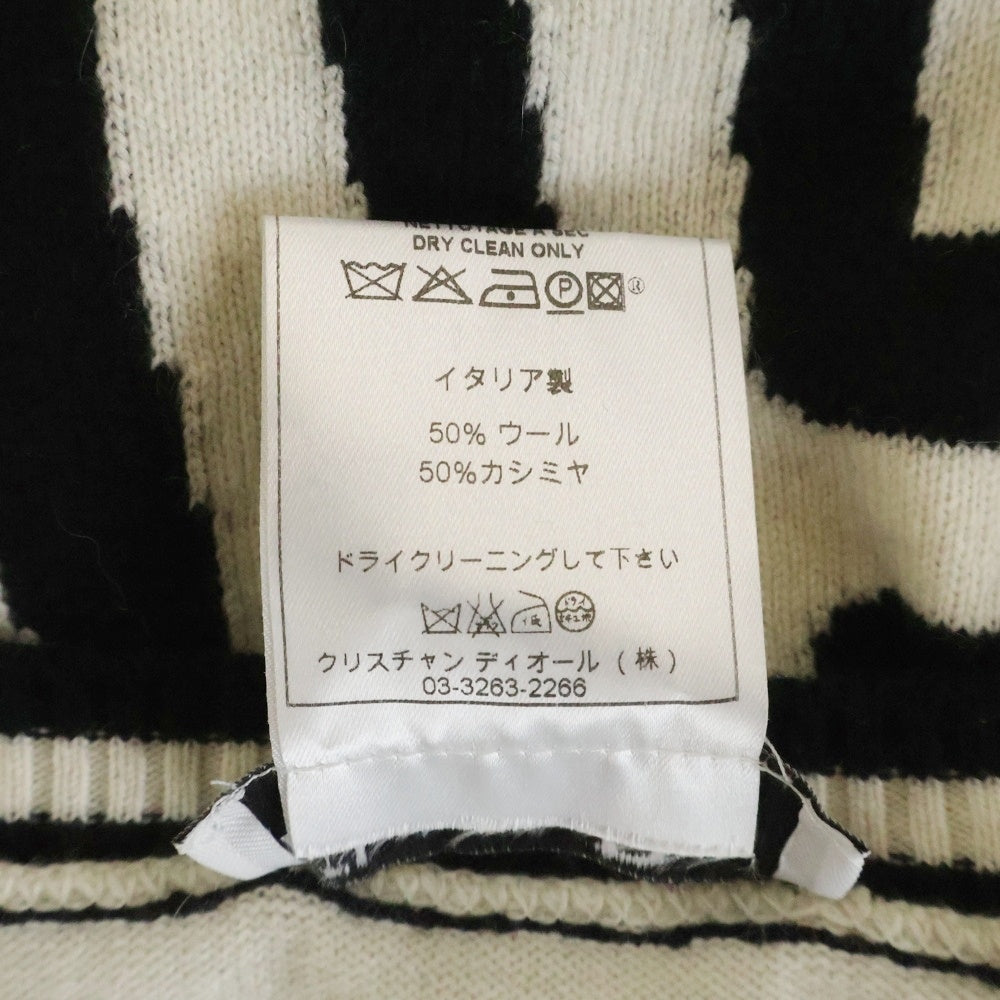 NETTOYAGE A SEC
DRY CLEAN ONLY
P ®
イタリア製
50% ウール
50%カシミヤ
ドライクリーニングして下さい
クリスチャン ディオール (株)
03-3263-2266